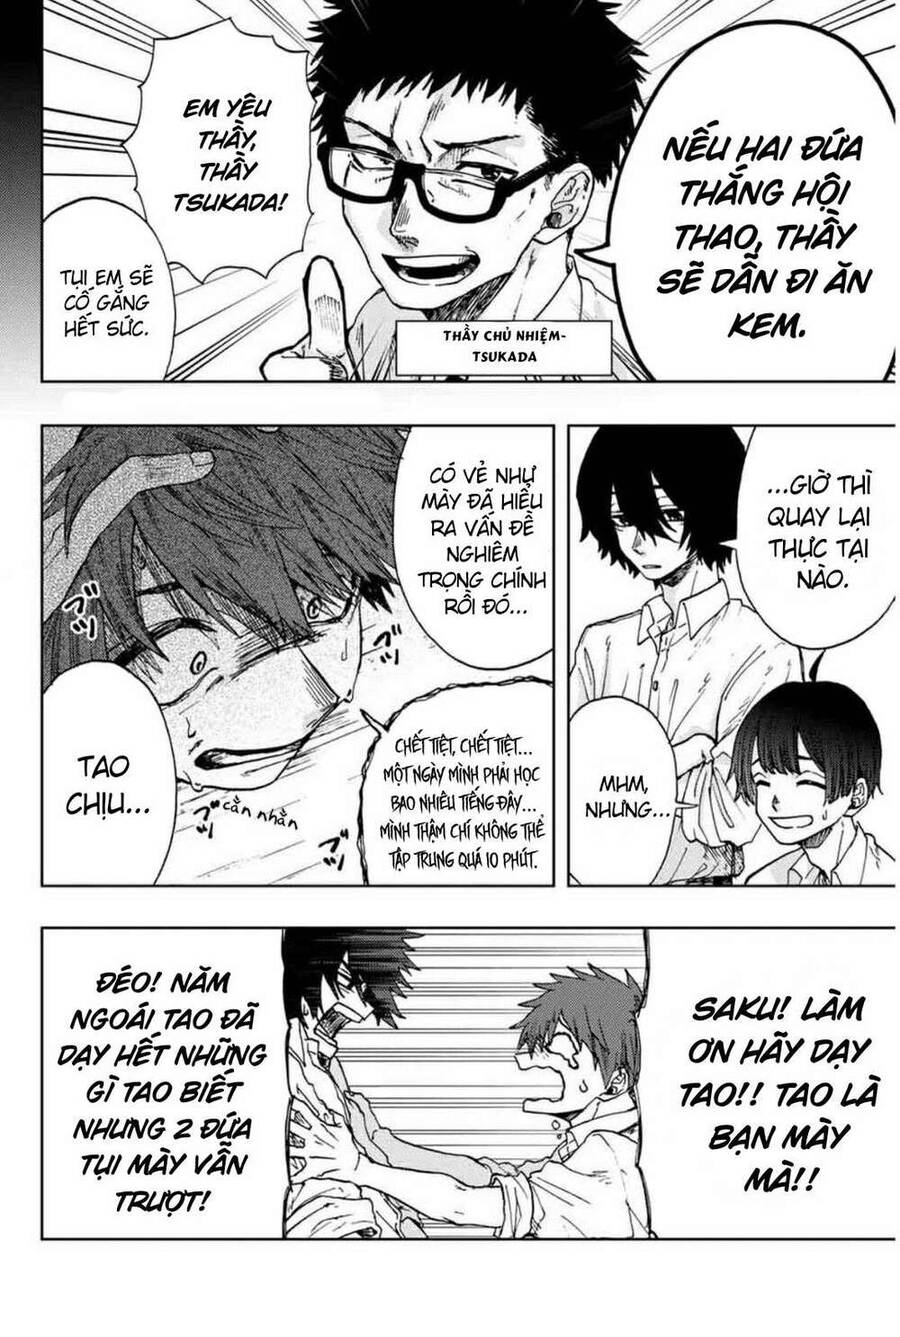 NẾU HAI ĐỨA
THẮNG HỘI
THAO, THẦY
SẼ DẪN ĐI ĂN
KEM.
EM YÊU
THẦY,
THẦY
TSUKADA!
TỤI EM SẼ
CỐ GẮNG
HẾT SỨC.
THẦY CHỦ NHIỆM-
TSUKADA
...GIỜ THÌ
QUAY LẠI
THỰC TẠI
NÀO.
MHM,
NHƯNG...
CÓ VẺ NHƯ
MÀY ĐÃ HIỂU
RA VẤN ĐỀ
NGHIÊM
TRỌNG CHÍNH
RỒI ĐÓ...
CHẾT TIỆT, CHẾT TIỆT...
MỘT NGÀY MÌNH PHẢI HỌC
BAO NHIÊU TIẾNG ĐÂY...
MÌNH THẬM CHÍ KHÔNG THỂ
TẬP TRUNG QUÁ 10 PHÚT.
TAO
CHỊU...
cằn nhằn
SAKU! LÀM
ƠN HÃY DẠY
TAO!! TAO LÀ
BẠN MÀY
MÀ!!
ĐÉO! NĂM
NGOÁI TAO ĐÃ
DẠY HẾT NHỮNG
GÌ TAO BIẾT
NHƯNG 2 ĐỨA
TỤI MÀY VẪN
TRƯỢT!